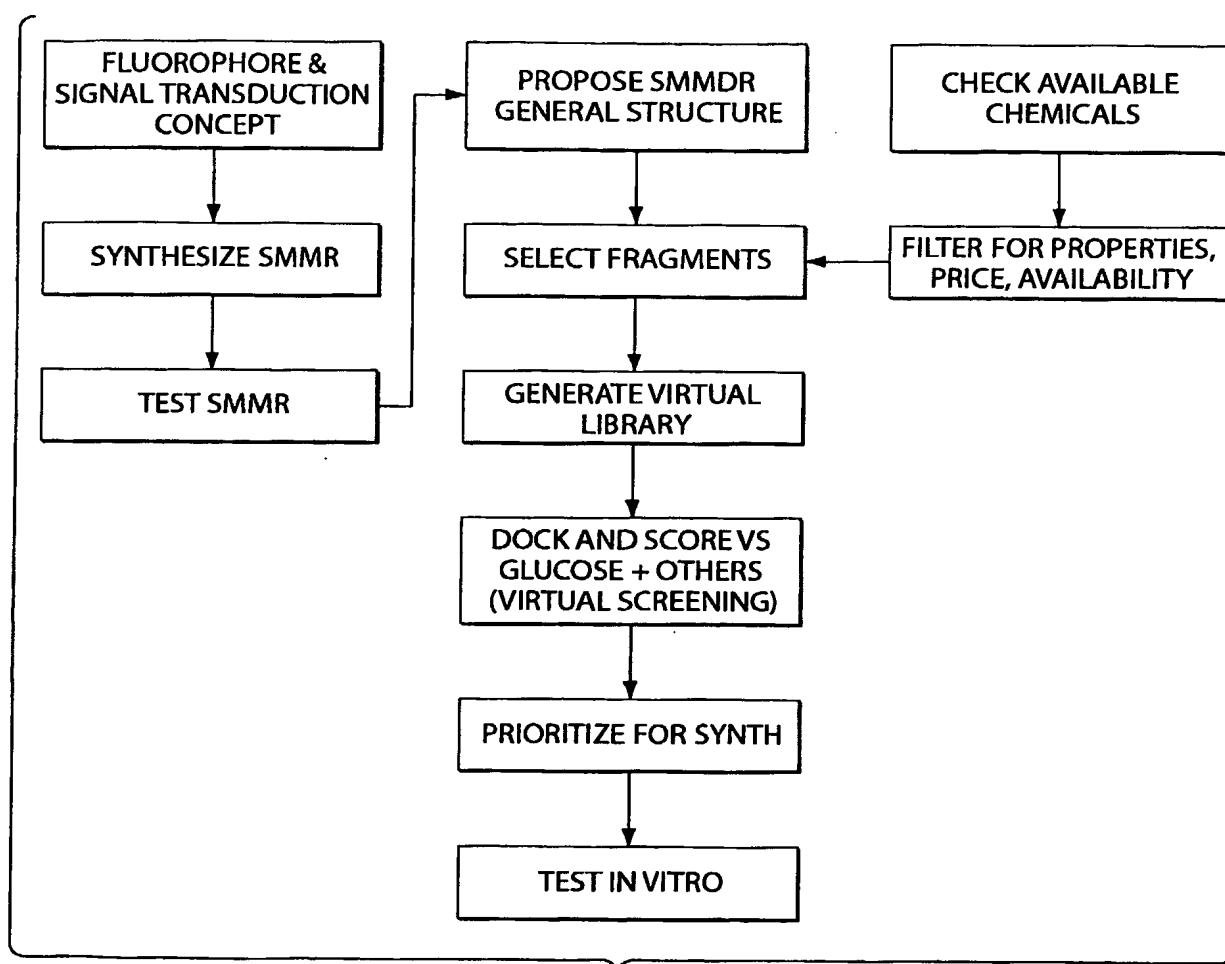 FLUOROPHORE &
SIGNAL TRANSDUCTION
CONCEPT
SYNTHESIZE SMMR
TEST SMMR
PROPOSE SMMDR
GENERAL STRUCTURE
SELECT FRAGMENTS
GENERATE VIRTUAL
LIBRARY
DOCK AND SCORE VS
GLUCOSE + OTHERS
(VIRTUAL SCREENING)
PRIORITIZE FOR SYNTH
TEST IN VITRO
CHECK AVAILABLE
CHEMICALS
FILTER FOR PROPERTIES,
PRICE, AVAILABILITY